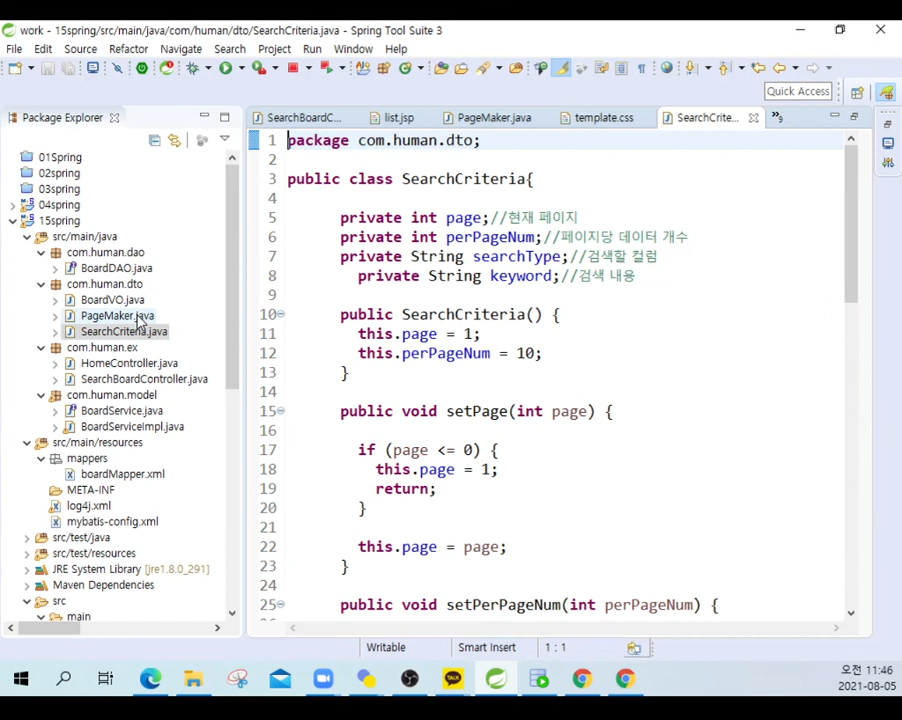 work - 15spring/src/main/java/com/human/dto/SearchCriteria.java - Spring Tool Suite 3
File Edit Source Refactor Navigate Search Project Run Window Help
Quick Access
Package Explorer
01Spring
02spring
03spring
04spring
15spring
src/main/java
com.human.dao
BoardDAO.java
com.human.dto
BoardVO.java
PageMaker.java
SearchCriteria.java
com.human.ex
HomeController.java
SearchBoardController.java
com.human.model
BoardService.java
BoardServiceImpl.java
src/main/resources
mappers
boardMapper.xml
META-INF
log4j.xml
mybatis-config.xml
src/test/java
src/test/resources
JRE System Library [jre1.8.0_291]
Maven Dependencies
src
main
SearchBoardC... list.jsp PageMaker.java template.css SearchCrite... »9
1 package com.human.dto;
2
3 public class SearchCriteria{
4
5 private int page;//현재 페이지
6 private int perPageNum;//페이지당 데이터 개수
7 private String searchType;//검색할 컬럼
8 private String keyword;//검색 내용
9
10 public SearchCriteria() {
11 this.page = 1;
12 this.perPageNum = 10;
13 }
14
15 public void setPage(int page) {
16
17 if (page <= 0) {
18 this.page = 1;
19 return;
20 }
21
22 this.page = page;
23 }
24
25 public void setPerPageNum(int perPageNum) {
Writable Smart Insert 1 : 1
TALK
오전 11:46
2021-08-05